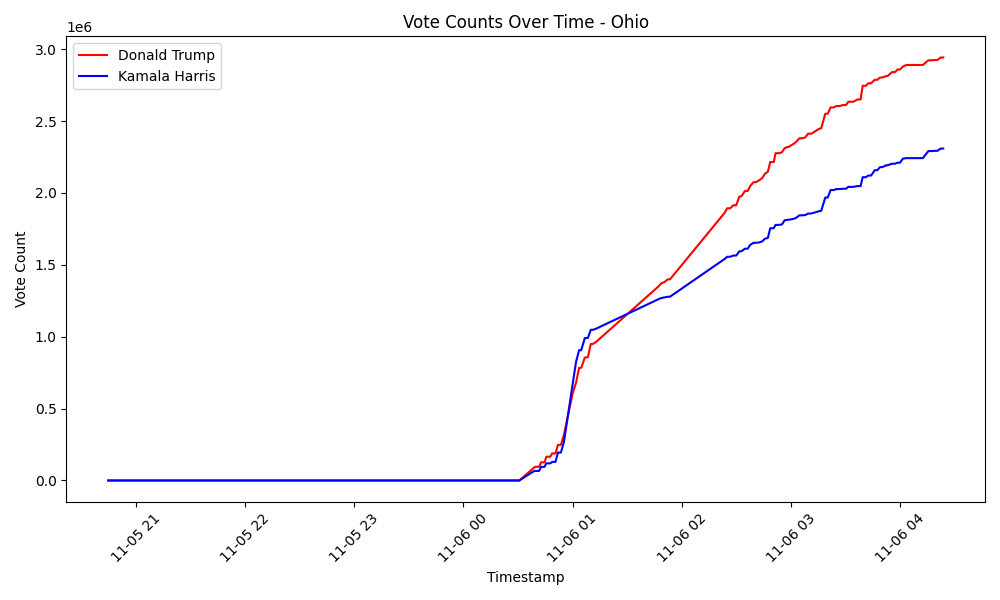 Vote Counts Over Time - Ohio
1e6
Donald Trump
Kamala Harris
3.0
2.5
2.0
1.5
1.0
0.5
0.0
Vote Count
11-05 21
11-05 22
11-05 23
11-06 00
11-06 01
11-06 02
11-06 03
11-06 04
Timestamp